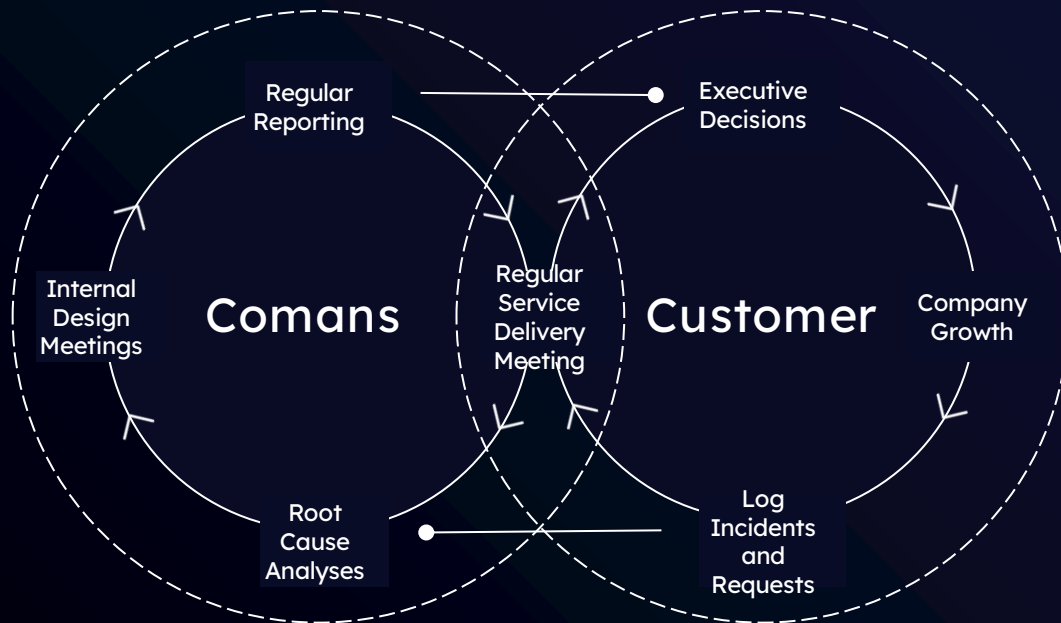 Regular
Reporting
Executive
Decisions
Internal
Design
Meetings
Comans
Regular
Service
Delivery
Meeting
Customer
Company
Growth
Root
Cause
Analyses
Log
Incidents
and
Requests